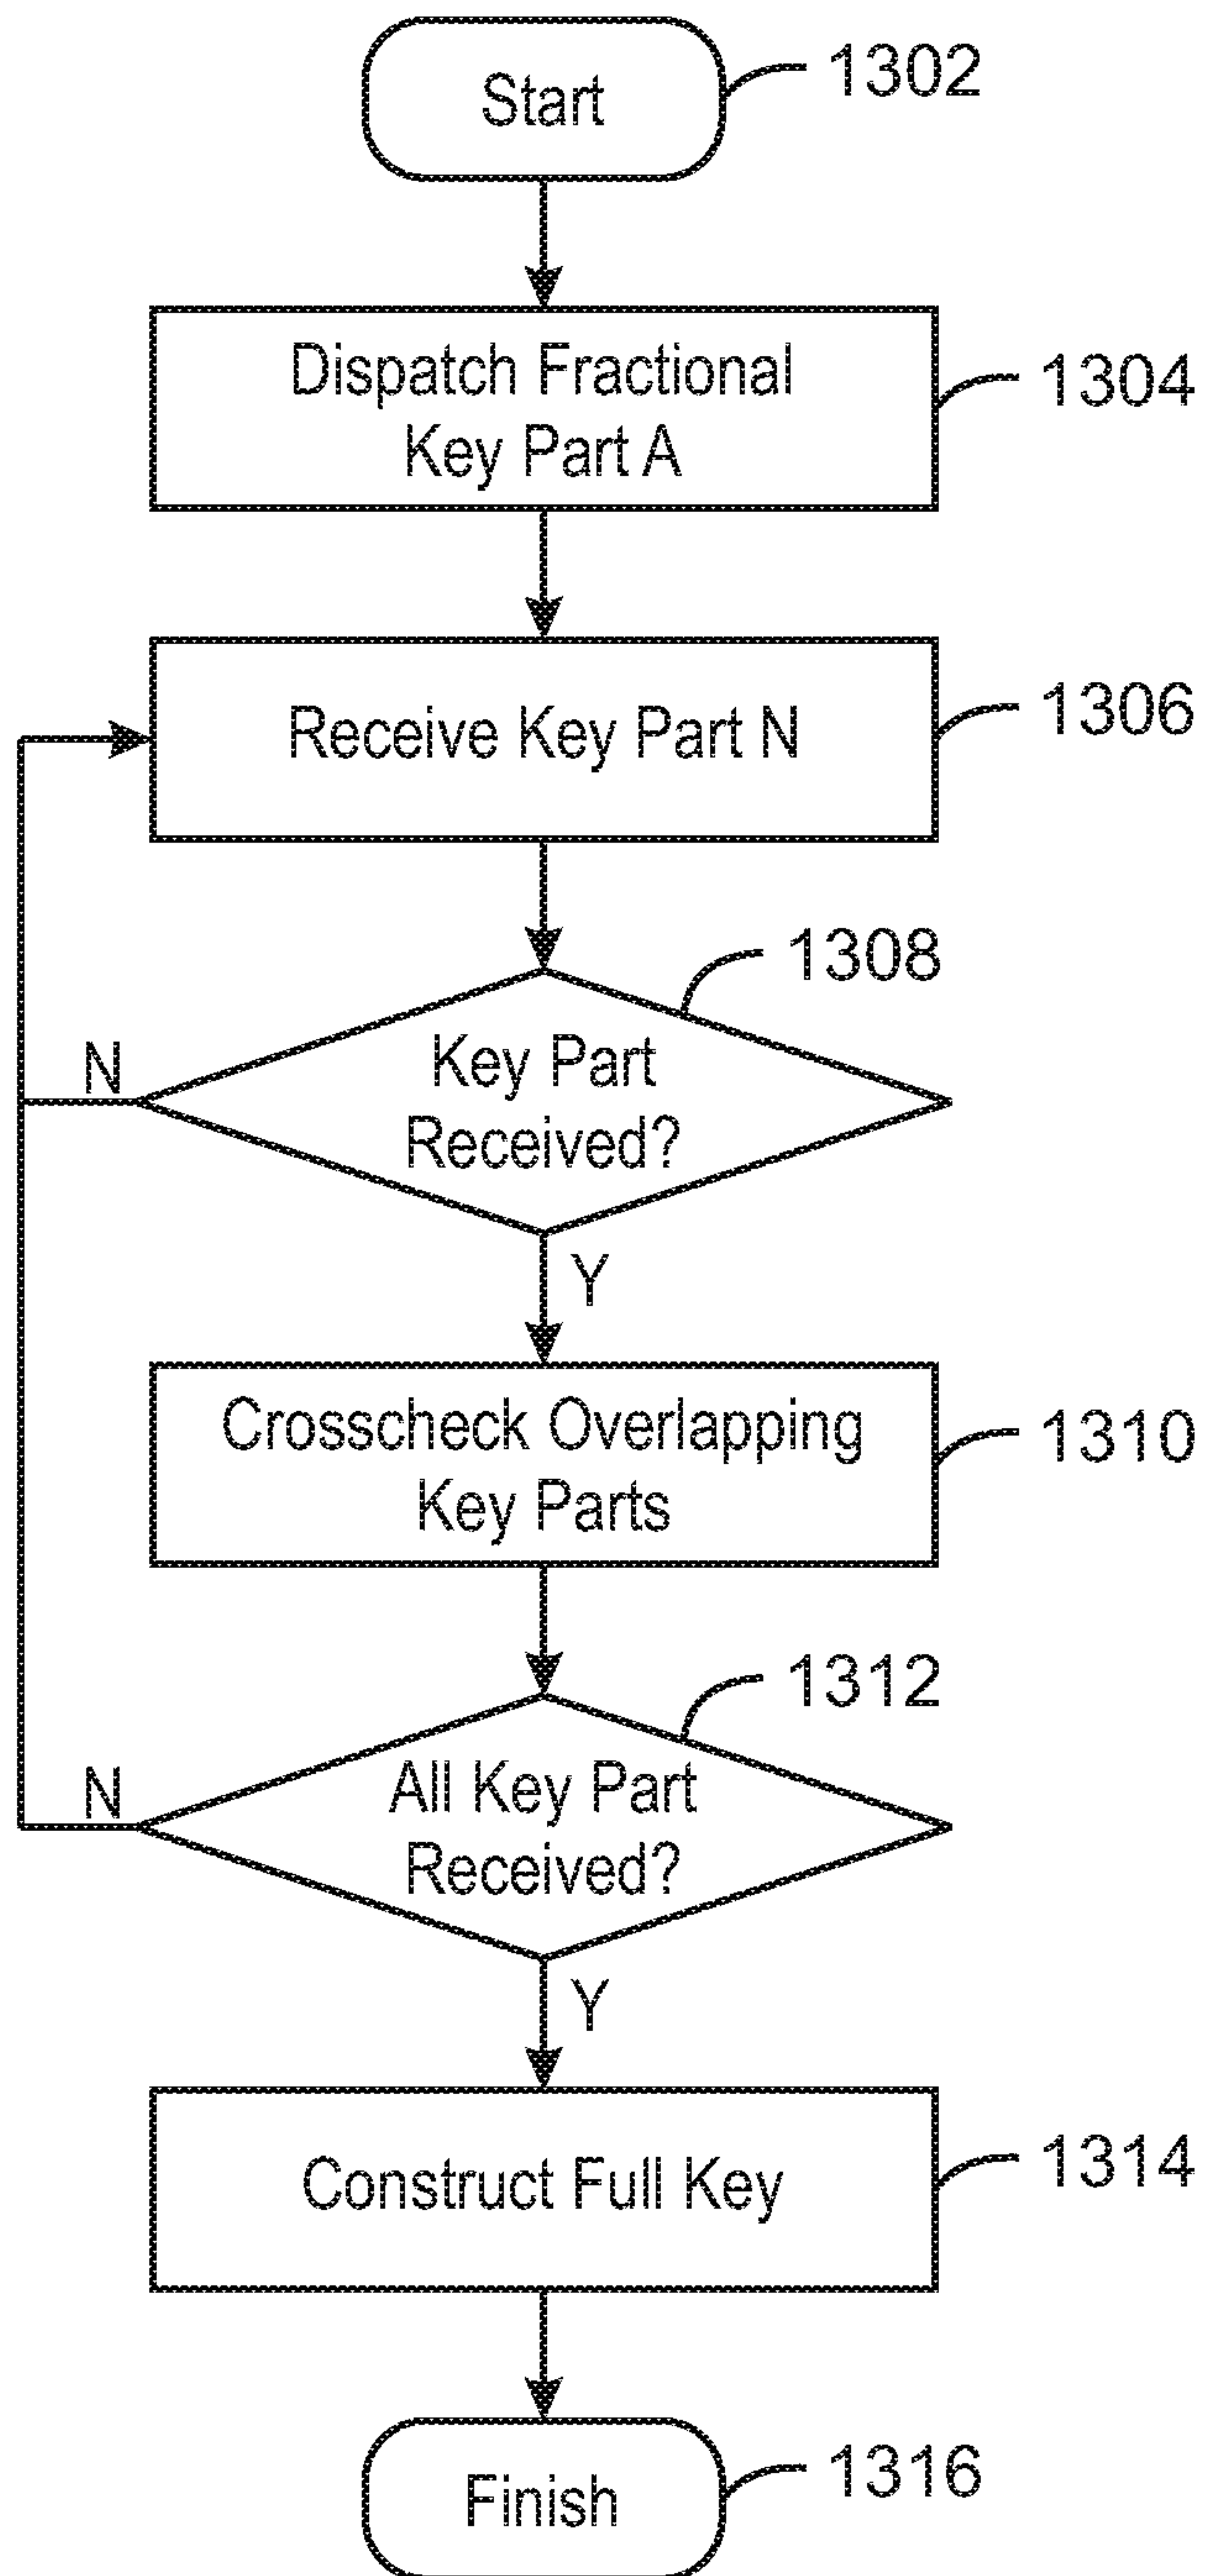 Start
1302
Dispatch Fractional
Key Part A
1304
Receive Key Part N
1306
1308
Key Part
Received?
N
Y
Crosscheck Overlapping
Key Parts
1310
1312
All Key Part
Received?
N
Y
Construct Full Key
1314
Finish
1316